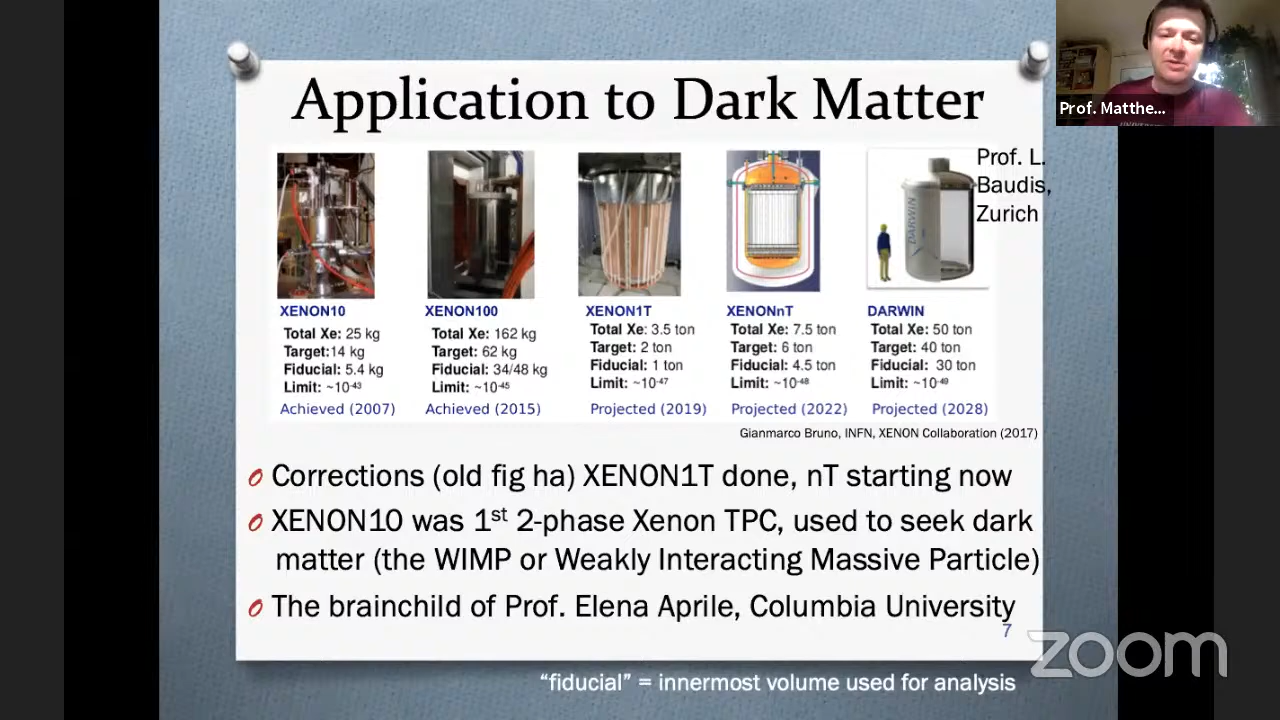 Application to Dark Matter
Prof. Matthe...
Prof. L.
Baudis,
Zurich
DARWIN
XENON10
Total Xe: 25 kg
Target:14 kg
Fiducial: 5.4 kg
Limit: ~10⁻⁴³
Achieved (2007)
XENON100
Total Xe: 162 kg
Target: 62 kg
Fiducial: 34/48 kg
Limit: ~10⁻⁴⁵
Achieved (2015)
XENON1T
Total Xe: 3.5 ton
Target: 2 ton
Fiducial: 1 ton
Limit: ~10⁻⁴⁷
Projected (2019)
XENONnT
Total Xe: 7.5 ton
Target: 6 ton
Fiducial: 4.5 ton
Limit: ~10⁻⁴⁸
Projected (2022)
DARWIN
Total Xe: 50 ton
Target: 40 ton
Fiducial: 30 ton
Limit: ~10⁻⁴⁹
Projected (2028)
Gianmarco Bruno, INFN, XENON Collaboration (2017)
Corrections (old fig ha) XENON1T done, nT starting now
XENON10 was 1ˢᵗ 2-phase Xenon TPC, used to seek dark
matter (the WIMP or Weakly Interacting Massive Particle)
The brainchild of Prof. Elena Aprile, Columbia University
7
zoom
“fiducial” = innermost volume used for analysis